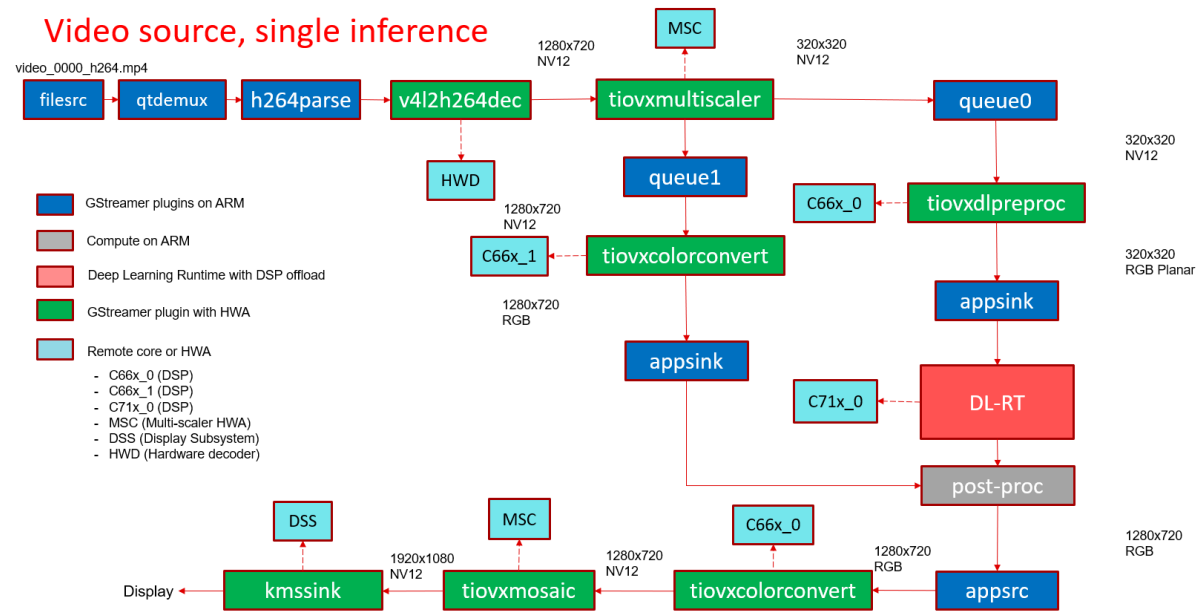 Video source, single inference
video_0000_h264.mp4
filesrc
qtdemux
h264parse
v4l2h264dec
1280x720
NV12
tiovxmultiscaler
MSC
320x320
NV12
queue0
HWD
queue1
320x320
NV12
C66x_0
tiovxdlpreproc
1280x720
NV12
C66x_1
tiovxcolorconvert
320x320
RGB Planar
1280x720
RGB
appsink
appsink
C71x_0
DL-RT
post-proc
GStreamer plugins on ARM
Compute on ARM
Deep Learning Runtime with DSP offload
GStreamer plugin with HWA
Remote core or HWA
- C66x_0 (DSP)
- C66x_1 (DSP)
- C71x_0 (DSP)
- MSC (Multi-scaler HWA)
- DSS (Display Subsystem)
- HWD (Hardware decoder)
1280x720
RGB
appsrc
1280x720
RGB
C66x_0
tiovxcolorconvert
1280x720
NV12
MSC
tiovxmosaic
1920x1080
NV12
DSS
kmssink
Display